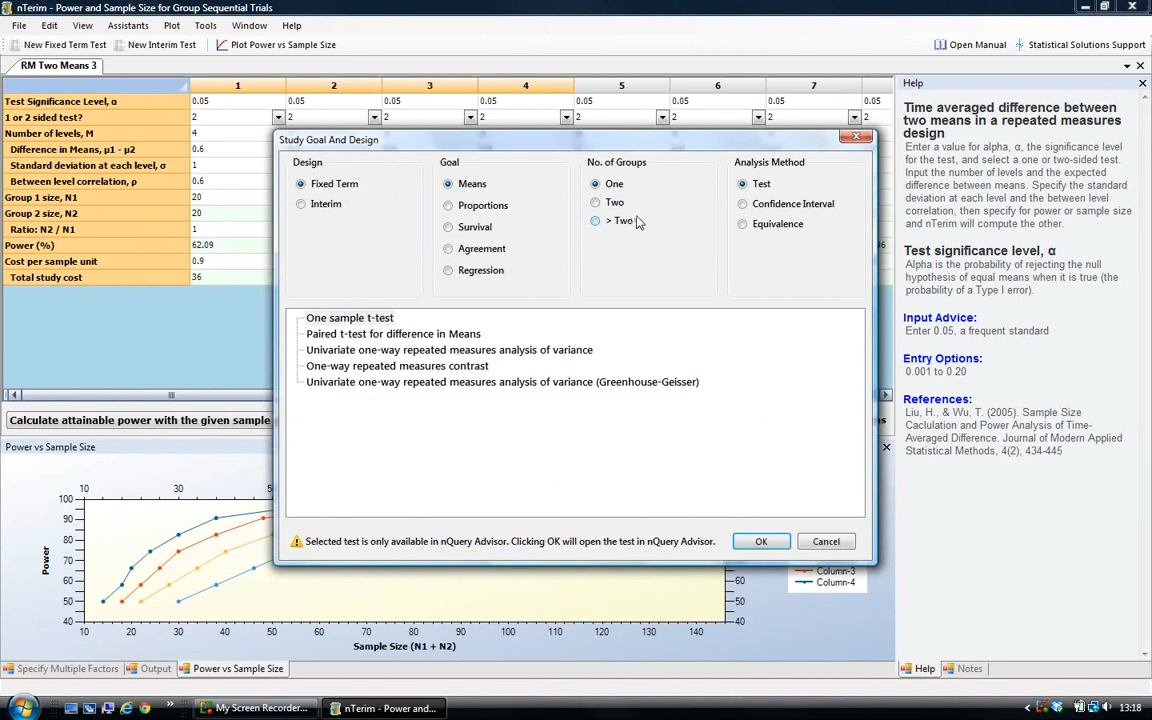 nTerim - Power and Sample Size for Group Sequential Trials
File Edit View Assistants Plot Tools Window Help
New Fixed Term Test New Interim Test Plot Power vs Sample Size Open Manual Statistical Solutions Support
RM Two Means 3
1 2 3 4 5 6 7
Test Significance Level, α 0.05 0.05 0.05 0.05 0.05 0.05 0.05 0.05
1 or 2 sided test? 2 2 2 2 2 2 2 2
Number of levels, M 4
Difference in Means, μ1 - μ2 0.6
Standard deviation at each level, σ 1
Between level correlation, ρ 0.6
Group 1 size, N1 20
Group 2 size, N2 20
Ratio: N2 / N1 1
Power (%) 62.09
Cost per sample unit 0.9
Total study cost 36
Calculate attainable power with the given sample
Study Goal And Design
Design Goal No. of Groups Analysis Method
Fixed Term Means One Test
Interim Proportions Two Confidence Interval
Survival > Two Equivalence
Agreement
Regression
One sample t-test
Paired t-test for difference in Means
Univariate one-way repeated measures analysis of variance
One-way repeated measures contrast
Univariate one-way repeated measures analysis of variance (Greenhouse-Geisser)
Selected test is only available in nQuery Advisor. Clicking OK will open the test in nQuery Advisor.
OK Cancel
Power vs Sample Size
10 30
100
90
80
70
60
50
40
Power
70
60
50
40
10 20 30 40 50 60 70 80 90 100 110 120 130 140
Sample Size (N1 + N2)
Column-3
Column-4
Specify Multiple Factors Output Power vs Sample Size
Help
Time averaged difference between
two means in a repeated measures
design
Enter a value for alpha, α, the significance level
for the test, and select a one or two-sided test.
Input the number of levels and the expected
difference between means. Specify the standard
deviation at each level and the between level
correlation, then specify for power or sample size
and nTerim will compute the other.
Test significance level, α
Alpha is the probability of rejecting the null
hypothesis of equal means when it is true (the
probability of a Type I error).
Input Advice:
Enter 0.05, a frequent standard
Entry Options:
0.001 to 0.20
References:
Liu, H., & Wu, T. (2005). Sample Size
Caclulation and Power Analysis of Time-
Averaged Difference. Journal of Modern Applied
Statistical Methods, 4(2), 434-445
Help Notes
My Screen Recorder... nTerim - Power and... 13:18